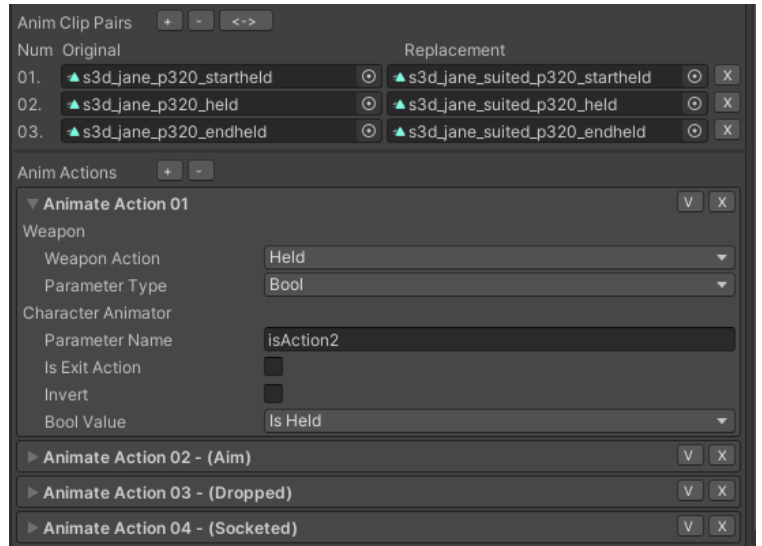 Anim Clip Pairs + - <->
Num Original Replacement
01. s3d_jane_p320_startheld s3d_jane_suited_p320_startheld X
02. s3d_jane_p320_held s3d_jane_suited_p320_held X
03. s3d_jane_p320_endheld s3d_jane_suited_p320_endheld X
Anim Actions + -
Animate Action 01 V X
Weapon
Weapon Action Held
Parameter Type Bool
Character Animator
Parameter Name isAction2
Is Exit Action
Invert
Bool Value Is Held
Animate Action 02 - (Aim) V X
Animate Action 03 - (Dropped) V X
Animate Action 04 - (Socketed) V X